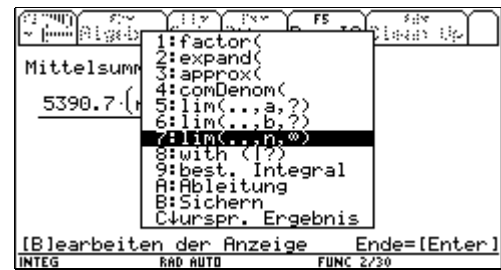 F5
Mittelsumm
5390.7·(
1:factor(
2:expand(
3:approx(
4:comDenom(
5:lim(..,a,?)
6:lim(..,b,?)
7:lim(..,n,∞)
8:with (|?)
9:best. Integral
A:Ableitung
B:Sichern
C↓urspr. Ergebnis
[B]earbeiten der Anzeige Ende=[Enter]
INTEG RAD AUTO FUNC 2/30